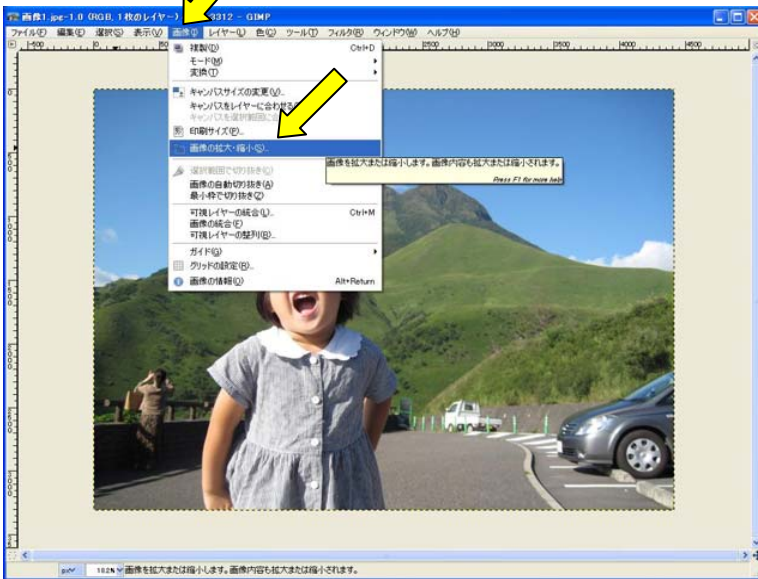 画像1.jpg-1.0 (RGB, 1枚のレイヤー) 3312 - GIMP
ファイル(F) 編集(E) 選択(S) 表示(V) 画像(I) レイヤー(L) 色(C) ツール(T) フィルタ(R) ウィンドウ(W) ヘルプ(H)
複製(D) Ctrl+D
モード(M)
変換(T)
キャンバスサイズの変更(V)...
キャンバスをレイヤーに合わせる
キャンバスを選択範囲に
印刷サイズ(P)...
画像の拡大・縮小(S)...
画像を拡大または縮小します。画像内容も拡大または縮小されます。
Press F1 for more help
選択範囲で切り抜き(C)
画像の自動切り抜き(A)
最小枠で切り抜き(Z)
可視レイヤーの統合(L)... Ctrl+M
画像の統合(F)
可視レイヤーの整列(B)...
ガイド(G)
グリッドの設定(R)...
画像の情報(O) Alt+Return
px 画像を拡大または縮小します。画像内容も拡大または縮小されます。